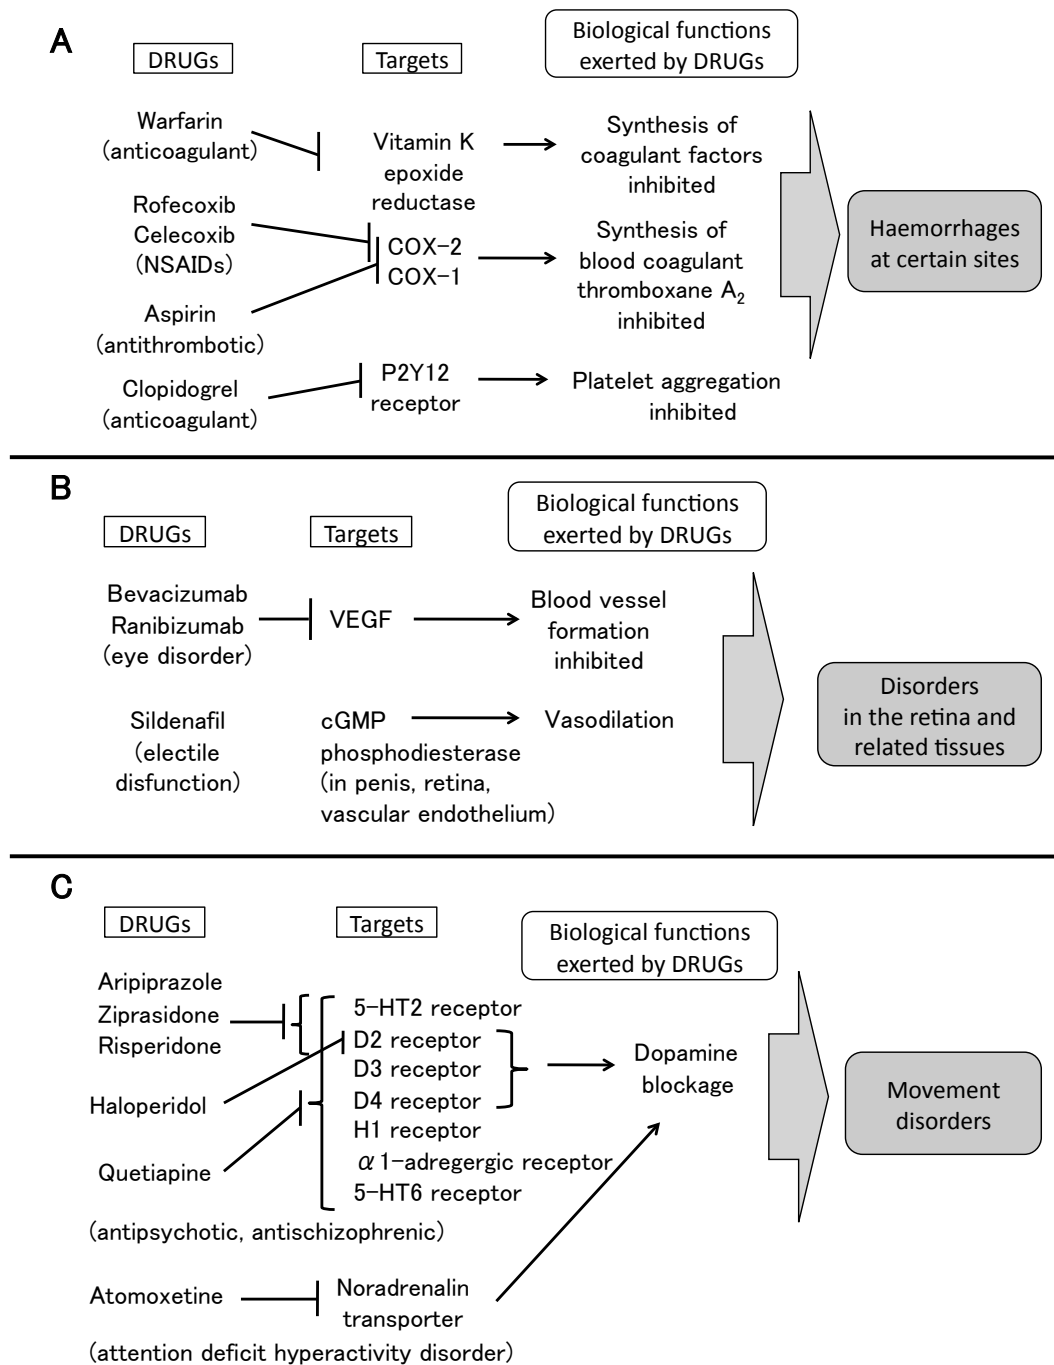 A
DRUGs
Targets
Biological functions
exerted by DRUGs
Warfarin
(anticoagulant)
Vitamin K
epoxide
reductase
Synthesis of
coagulant factors
inhibited
Rofecoxib
Celecoxib
(NSAIDs)
COX-2
COX-1
Synthesis of
blood coagulant
thromboxane A2
inhibited
Aspirin
(antithrombotic)
Clopidogrel
(anticoagulant)
P2Y12
receptor
Platelet aggregation
inhibited
Haemorrhages
at certain sites
B
DRUGs
Targets
Biological functions
exerted by DRUGs
Bevacizumab
Ranibizumab
(eye disorder)
VEGF
Blood vessel
formation
inhibited
Sildenafil
(electile
disfunction)
cGMP
phosphodiesterase
(in penis, retina,
vascular endothelium)
Vasodilation
Disorders
in the retina and
related tissues
C
DRUGs
Targets
Biological functions
exerted by DRUGs
Aripiprazole
Ziprasidone
Risperidone
Haloperidol
Quetiapine
(antipsychotic, antischizophrenic)
5-HT2 receptor
D2 receptor
D3 receptor
D4 receptor
H1 receptor
α1-adregergic receptor
5-HT6 receptor
Dopamine
blockage
Movement
disorders
Atomoxetine
Noradrenalin
transporter
(attention deficit hyperactivity disorder)